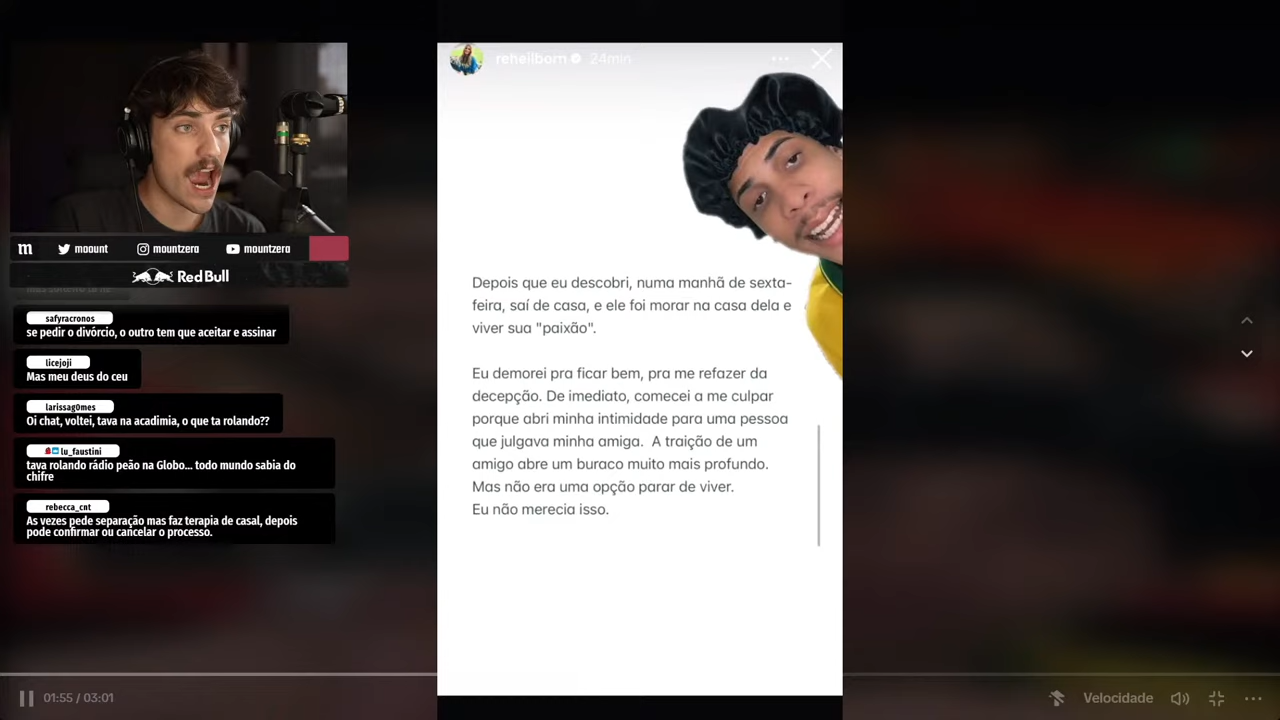 m maount mountzera mountzera
Red Bull
safyracronos
se pedir o divórcio, o outro tem que aceitar e assinar
licejoji
Mas meu deus do ceu
larissag0mes
Oi chat, voltei, tava na acadimia, o que ta rolando??
lu_faustini
tava rolando rádio peão na Globo... todo mundo sabia do
chifre
rebecca_cnt
As vezes pede separação mas faz terapia de casal, depois
pode confirmar ou cancelar o processo.
reheilborn 24min
Depois que eu descobri, numa manhã de sexta-
feira, saí de casa, e ele foi morar na casa dela e
viver sua "paixão".
Eu demorei pra ficar bem, pra me refazer da
decepção. De imediato, comecei a me culpar
porque abri minha intimidade para uma pessoa
que julgava minha amiga. A traição de um
amigo abre um buraco muito mais profundo.
Mas não era uma opção parar de viver.
Eu não merecia isso.
01:55 / 03:01
Velocidade